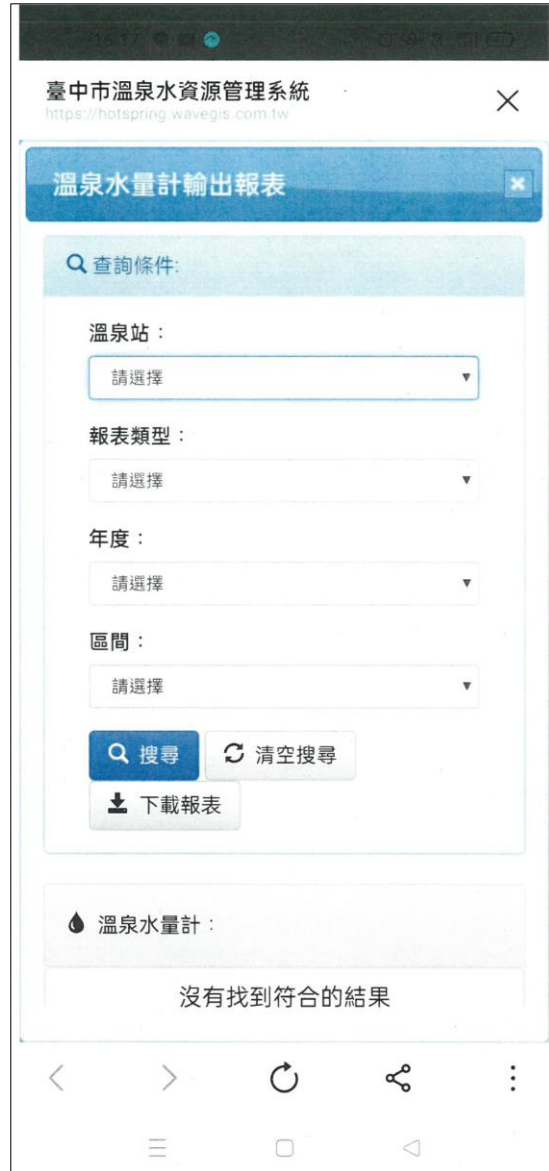 臺中市溫泉水資源管理系統
https://hotspring.wavegis.com.tw
溫泉水量計輸出報表
查詢條件:
溫泉站：
請選擇
報表類型：
請選擇
年度：
請選擇
區間：
請選擇
搜尋 清空搜尋
下載報表
溫泉水量計：
沒有找到符合的結果